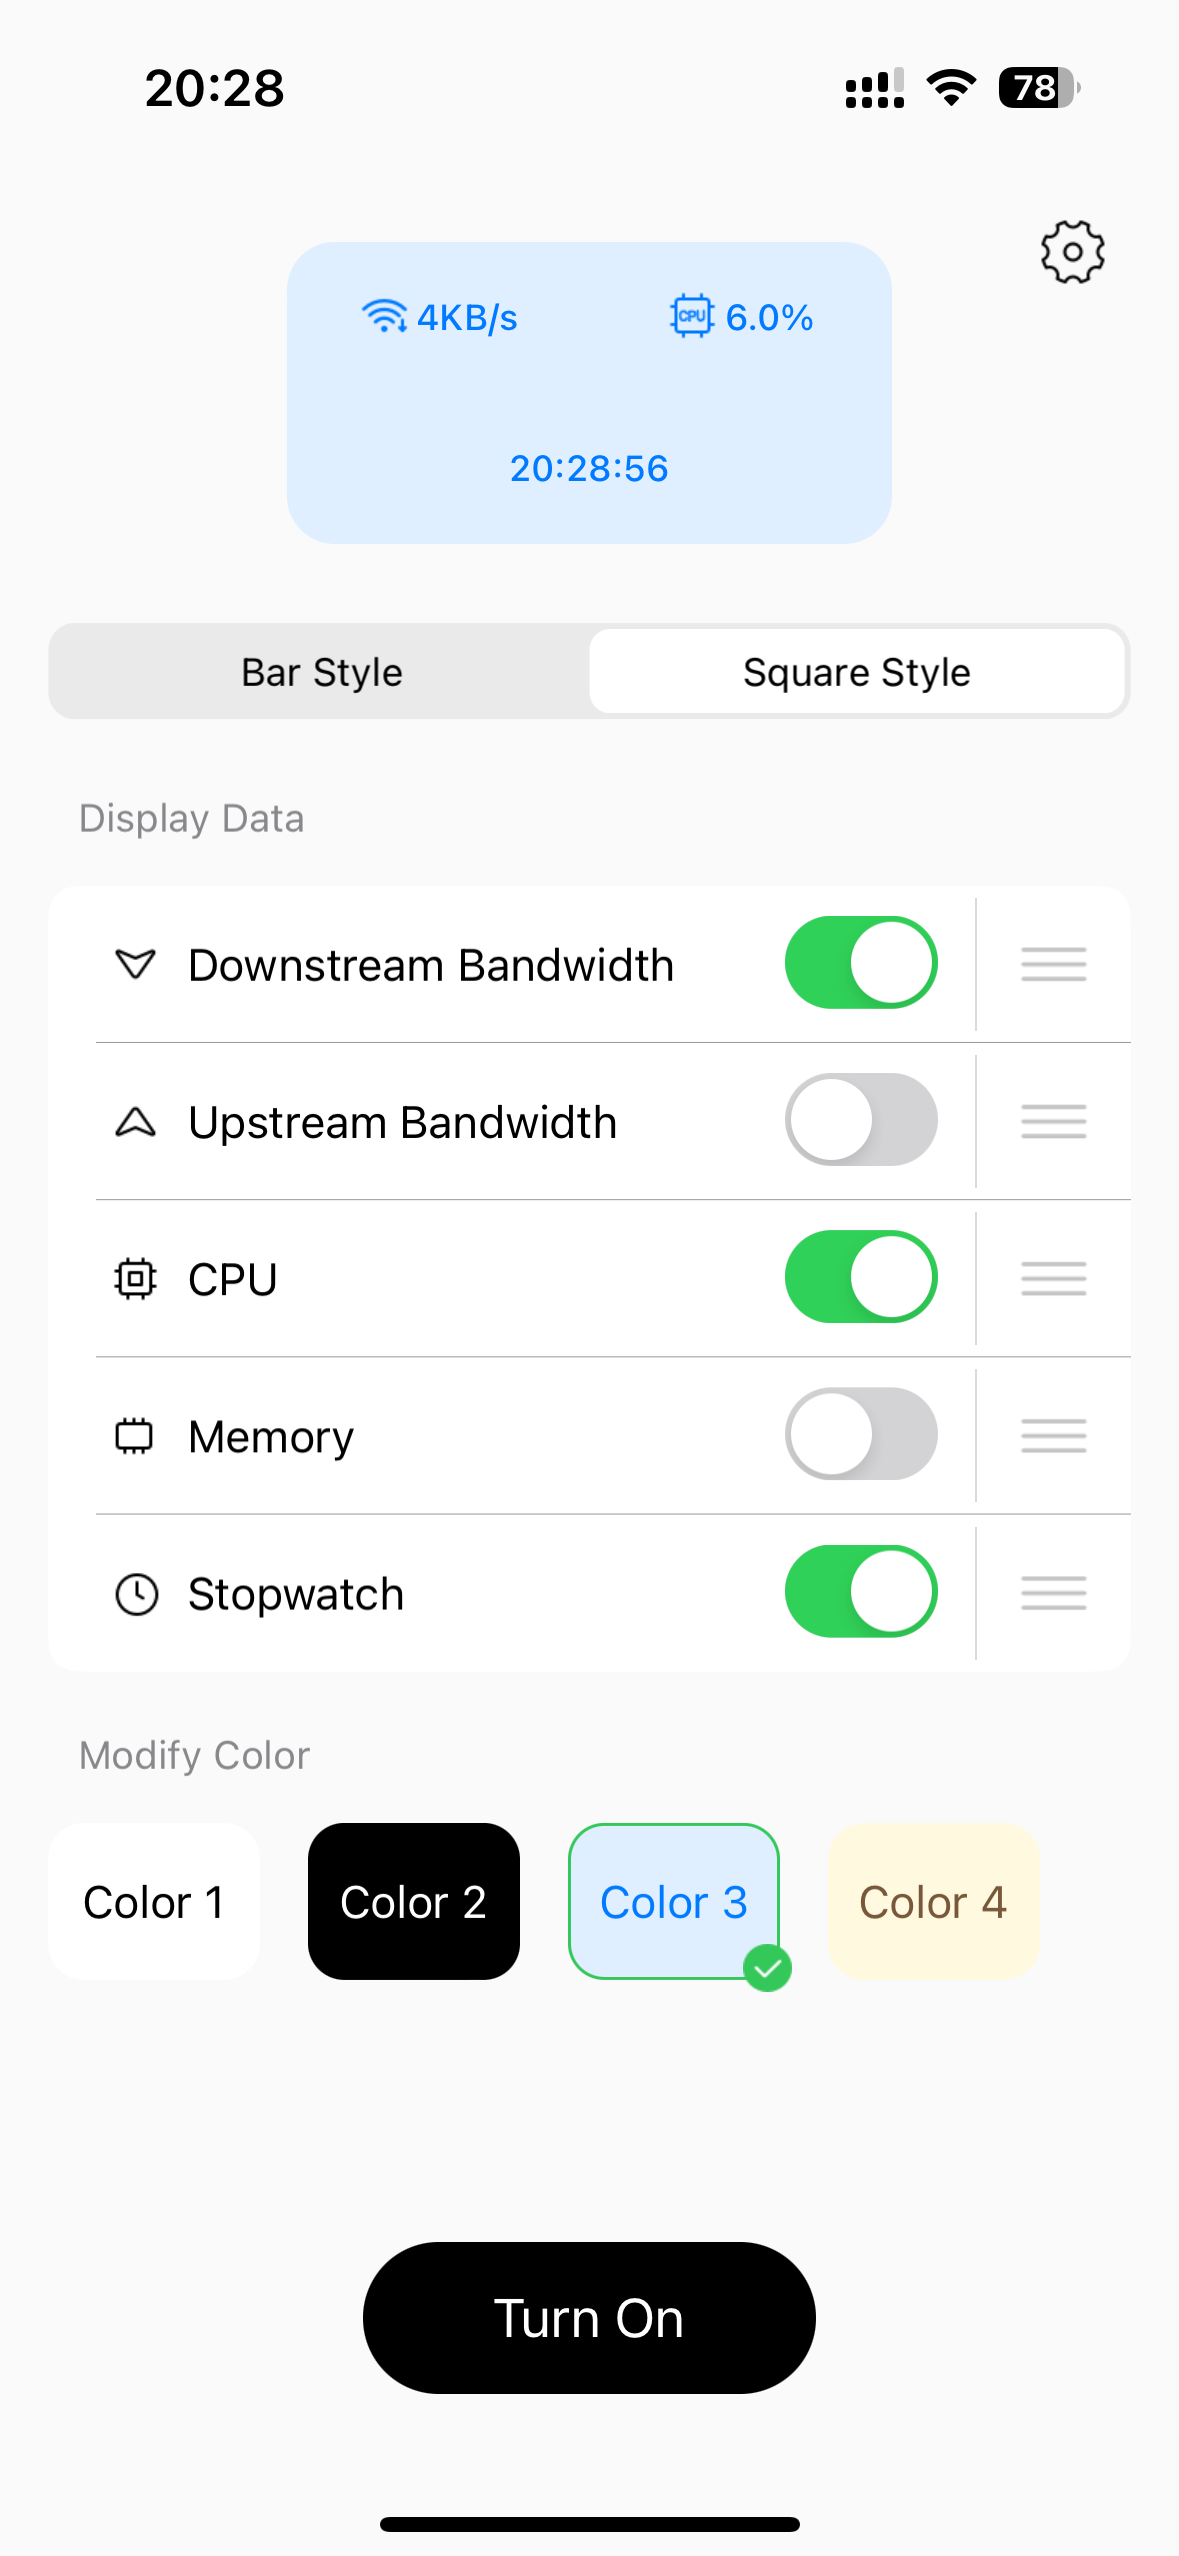 20:28
78
4KB/s
CPU 6.0%
20:28:56
Bar Style
Square Style
Display Data
Downstream Bandwidth
Upstream Bandwidth
CPU
Memory
Stopwatch
Modify Color
Color 1
Color 2
Color 3
Color 4
Turn On